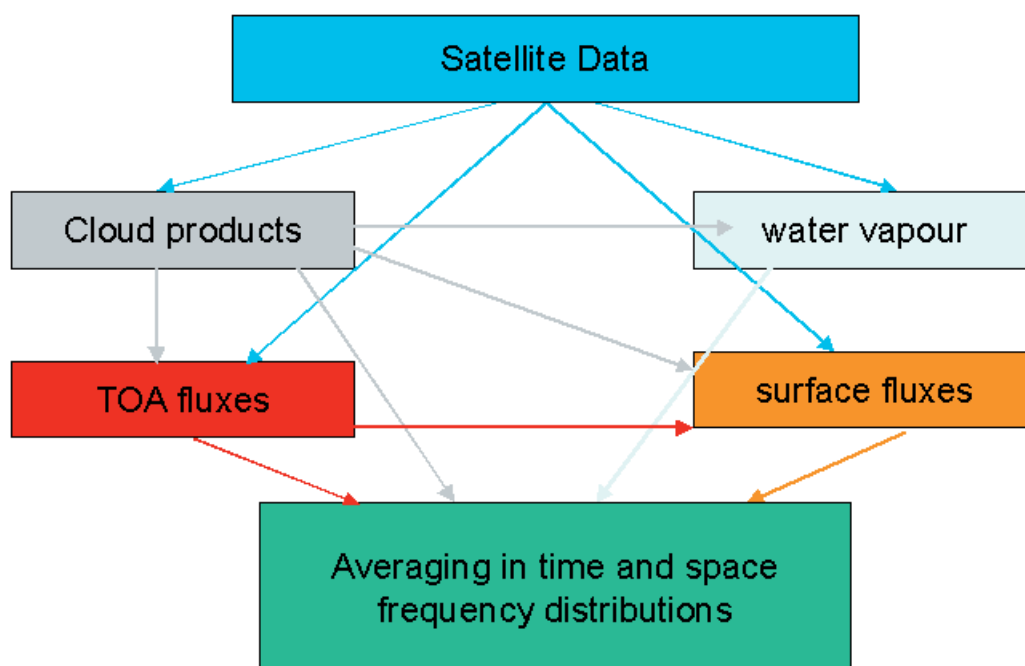 Satellite Data
Cloud products
water vapour
TOA fluxes
surface fluxes
Averaging in time and space
frequency distributions